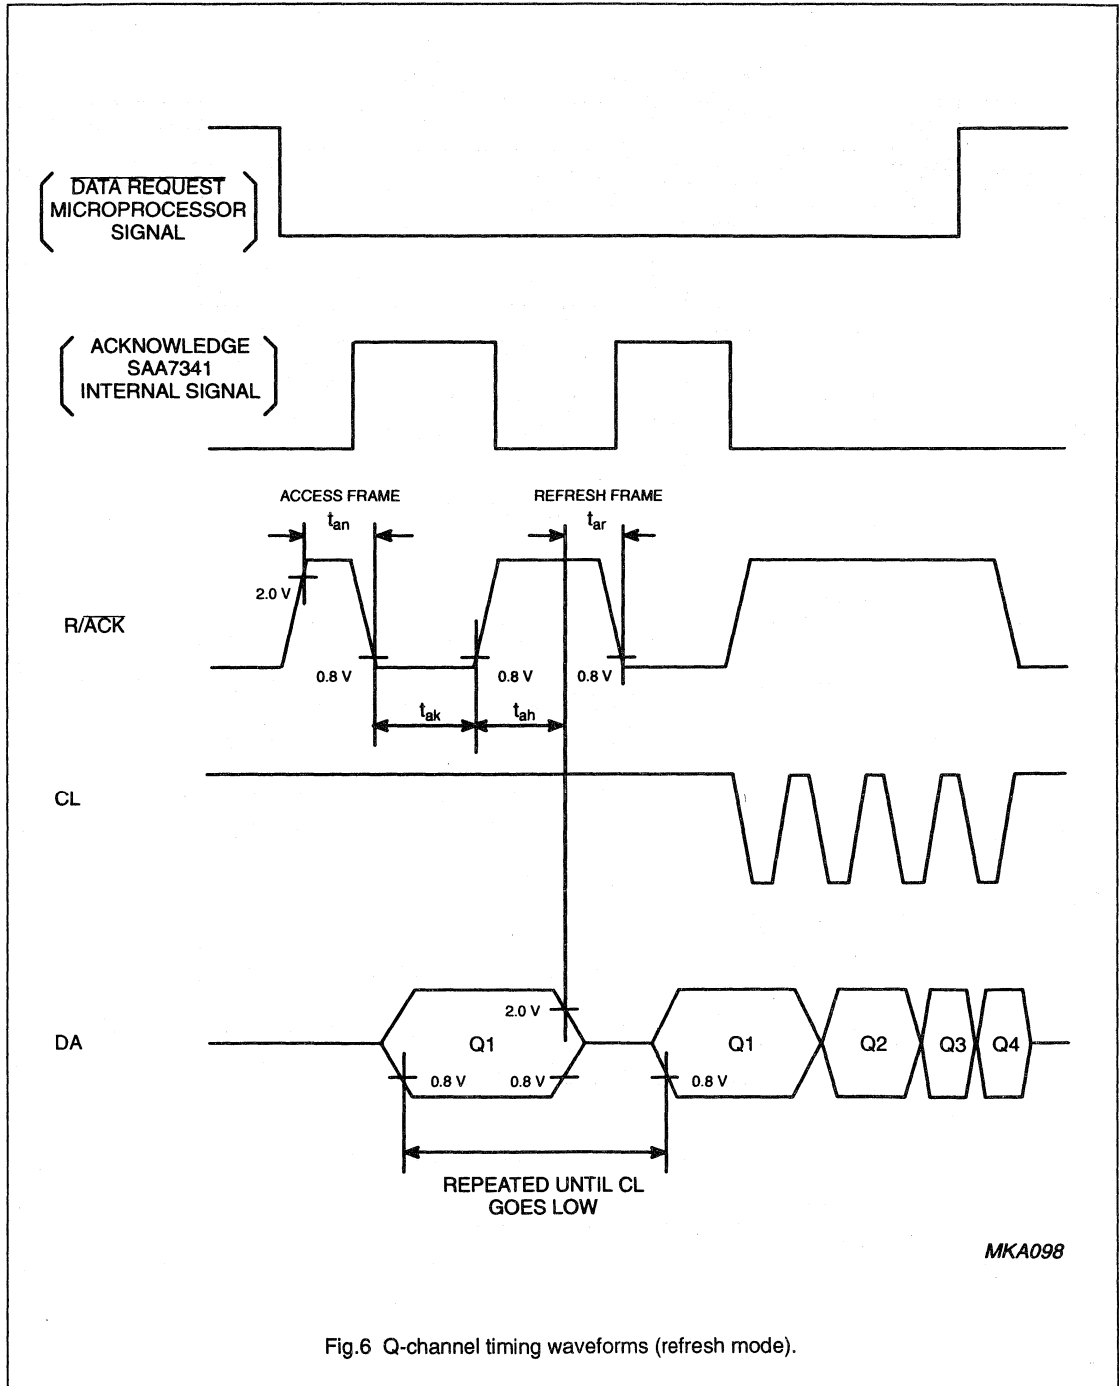 DATA REQUEST
MICROPROCESSOR
SIGNAL
ACKNOWLEDGE
SAA7341
INTERNAL SIGNAL
ACCESS FRAME
REFRESH FRAME
tan
tar
2.0 V
R/ACK
0.8 V
0.8 V
0.8 V
tak
tah
CL
2.0 V
DA
Q1
Q1
Q2
Q3
Q4
0.8 V
0.8 V
0.8 V
REPEATED UNTIL CL
GOES LOW
MKA098
Fig.6 Q-channel timing waveforms (refresh mode).